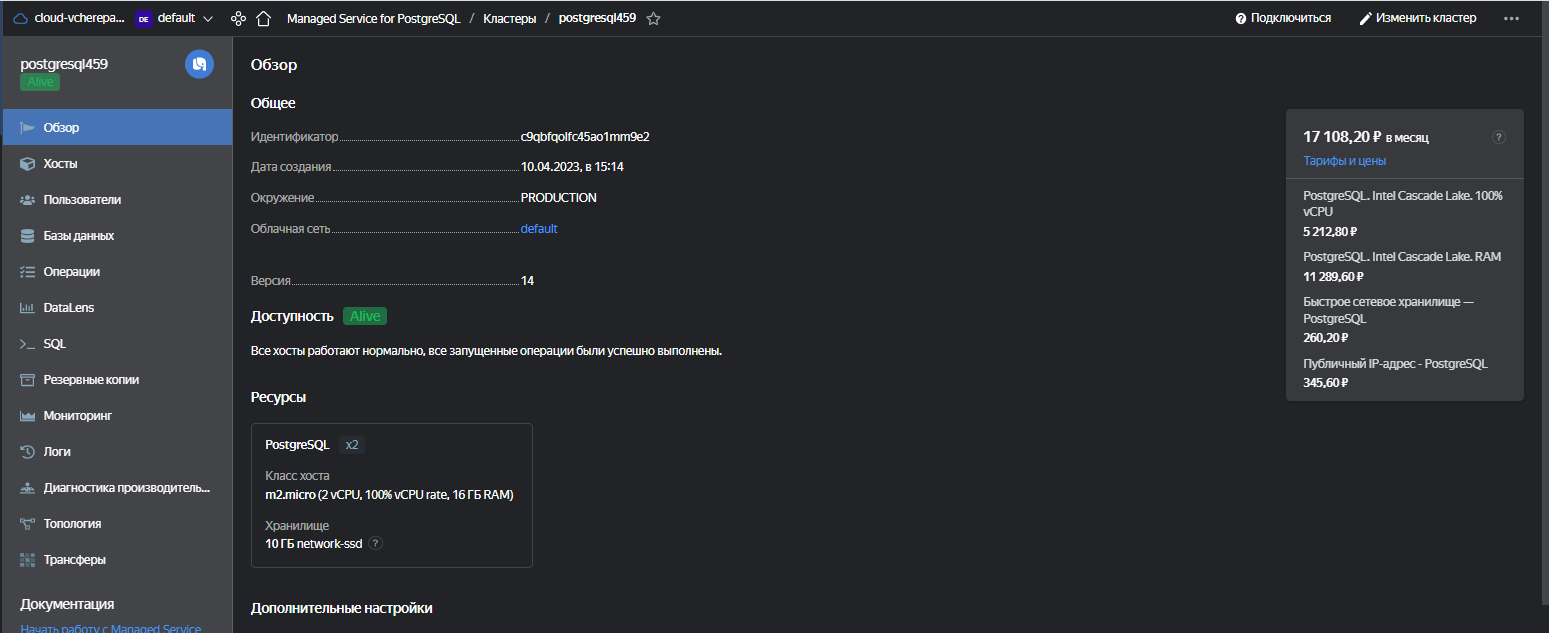 cloud-vcherepa... DE default Managed Service for PostgreSQL / Кластеры / postgresql459 Подключиться Изменить кластер
postgresql459
Alive
Обзор
Хосты
Пользователи
Базы данных
Операции
DataLens
SQL
Резервные копии
Мониторинг
Логи
Диагностика производитель...
Топология
Трансферы
Документация
Начать работу с Managed Service
Обзор
Общее
Идентификатор c9qbfqolfc45ao1mm9e2
Дата создания 10.04.2023, в 15:14
Окружение PRODUCTION
Облачная сеть default
Версия 14
Доступность Alive
Все хосты работают нормально, все запущенные операции были успешно выполнены.
Ресурсы
PostgreSQL x2
Класс хоста
m2.micro (2 vCPU, 100% vCPU rate, 16 ГБ RAM)
Хранилище
10 ГБ network-ssd ?
Дополнительные настройки
17 108,20 ₽ в месяц ?
Тарифы и цены
PostgreSQL. Intel Cascade Lake. 100%
vCPU
5 212,80 ₽
PostgreSQL. Intel Cascade Lake. RAM
11 289,60 ₽
Быстрое сетевое хранилище —
PostgreSQL
260,20 ₽
Публичный IP-адрес - PostgreSQL
345,60 ₽